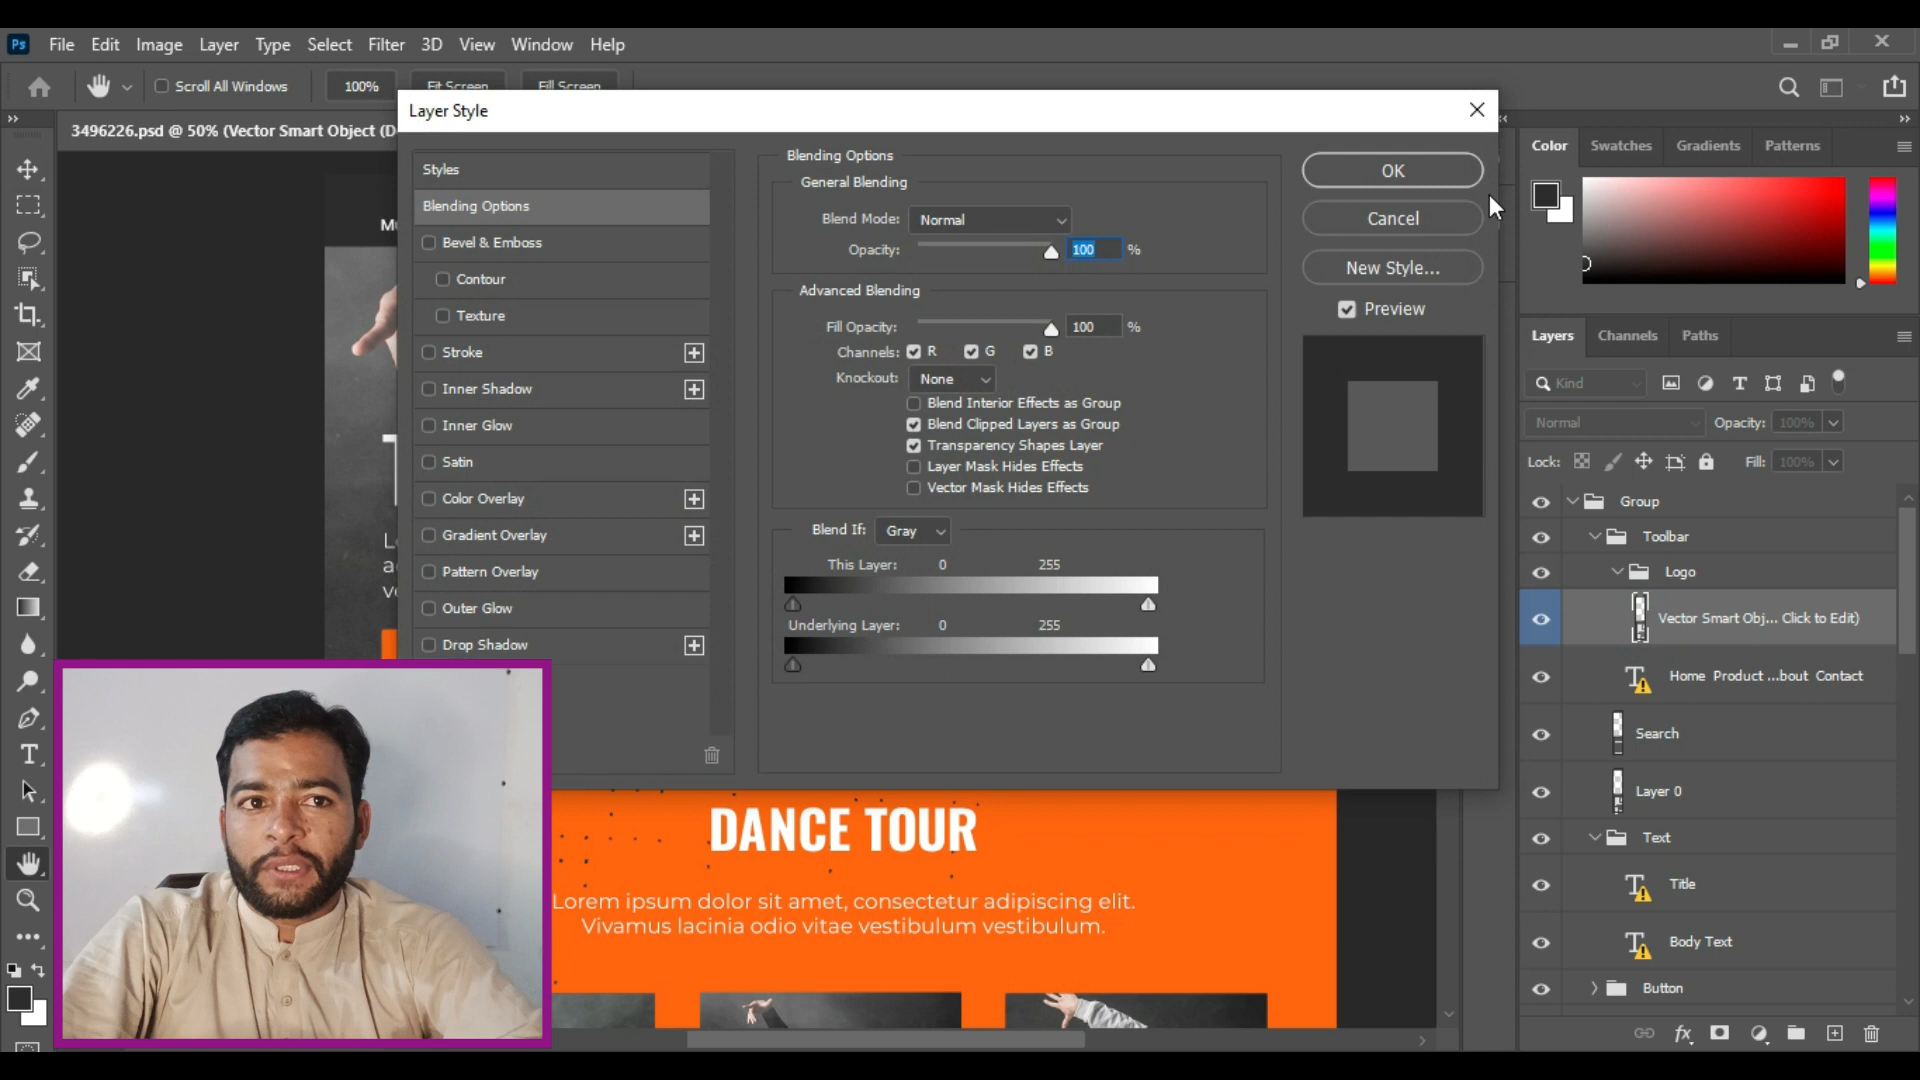 Ps File Edit Image Layer Type Select Filter 3D View Window Help
Scroll All Windows 100% Fit Screen Fill Screen
3496226.psd @ 50% (Vector Smart Object (D
Layer Style
Styles
Blending Options
Bevel & Emboss
Contour
Texture
Stroke
Inner Shadow
Inner Glow
Satin
Color Overlay
Gradient Overlay
Pattern Overlay
Outer Glow
Drop Shadow
Blending Options
General Blending
Blend Mode: Normal
Opacity: 100 %
Advanced Blending
Fill Opacity: 100 %
Channels: R G B
Knockout: None
Blend Interior Effects as Group
Blend Clipped Layers as Group
Transparency Shapes Layer
Layer Mask Hides Effects
Vector Mask Hides Effects
Blend If: Gray
This Layer: 0 255
Underlying Layer: 0 255
OK
Cancel
New Style...
Preview
DANCE TOUR
Lorem ipsum dolor sit amet, consectetur adipiscing elit.
Vivamus lacinia odio vitae vestibulum vestibulum.
Color Swatches Gradients Patterns
Layers Channels Paths
Kind
Normal Opacity: 100%
Lock: Fill: 100%
Group
Toolbar
Logo
Vector Smart Obj... Click to Edit)
Home Product ...bout Contact
Search
Layer 0
Text
Title
Body Text
Button
fx